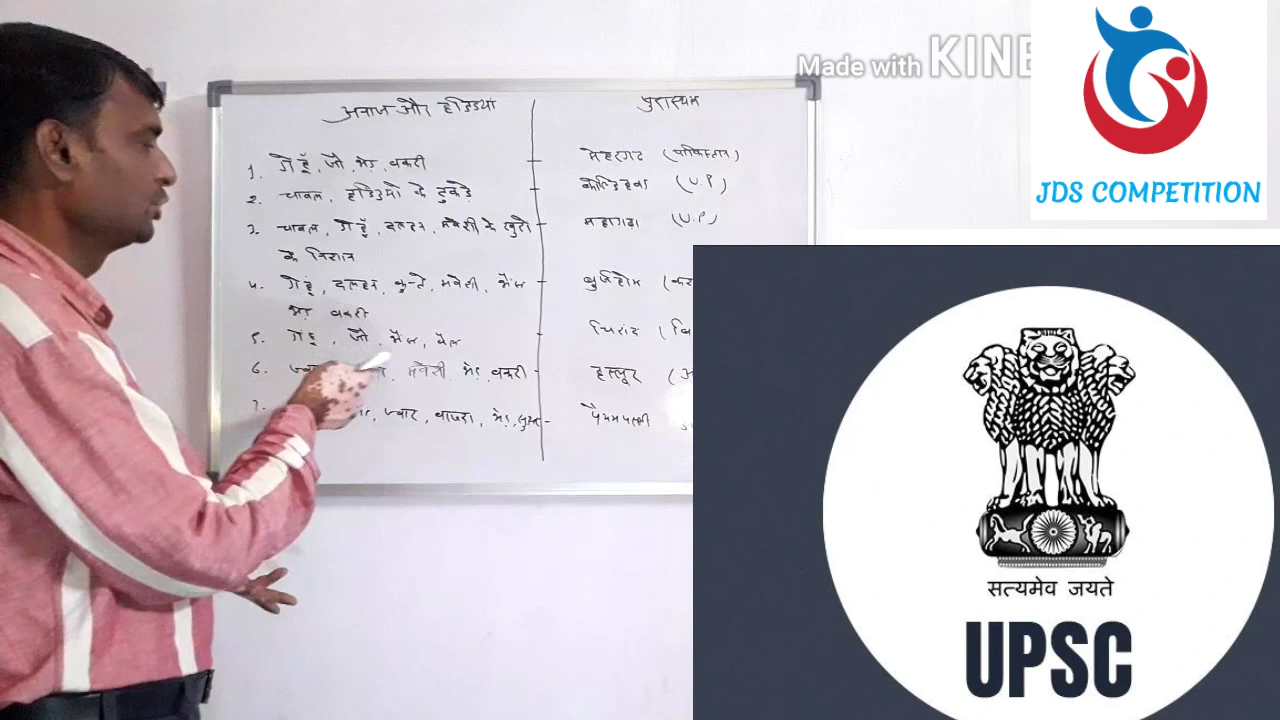 Made with KINE
JDS COMPETITION
अनाज और हड्डियां
पुरास्थल
1. गेहूँ, जौ, भेड़, बकरी - मेहरगढ (पाकिस्तान)
2. चावल, हड्डियों के टुकड़े - कोल्डिहवा (U.P)
3. चावल, गेहूँ, दलहन, मवेशी के खुरों - महागढ़ा (U.P)
के निशान
4. गेहूं, दलहन, कुत्ते, मवेशी, भैंस - बुर्जहोम (
भेड़ बकरी
5. गेहूं, जौ, भैंस, बैल - चिरांद (बि
6. मवेशी, भेड़, बकरी - हल्लूर (
7. ज्वार, बाजरा, भेड़, सुअर - पैयमपल्ली
सत्यमेव जयते
UPSC